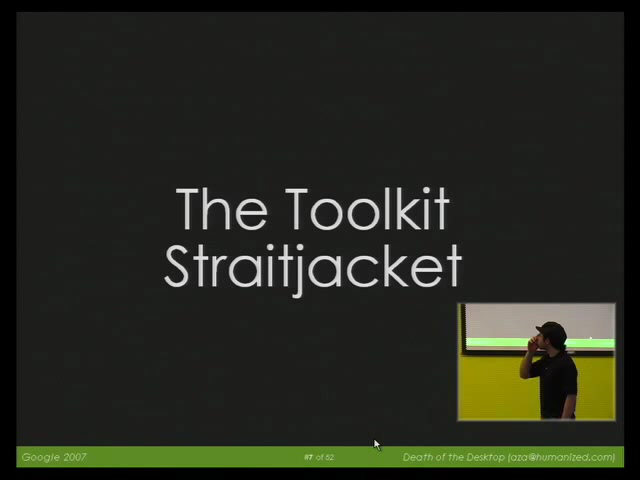 The Toolkit
Straitjacket
Google 2007
#7 of 52
Death of the Desktop (aza@humanized.com)